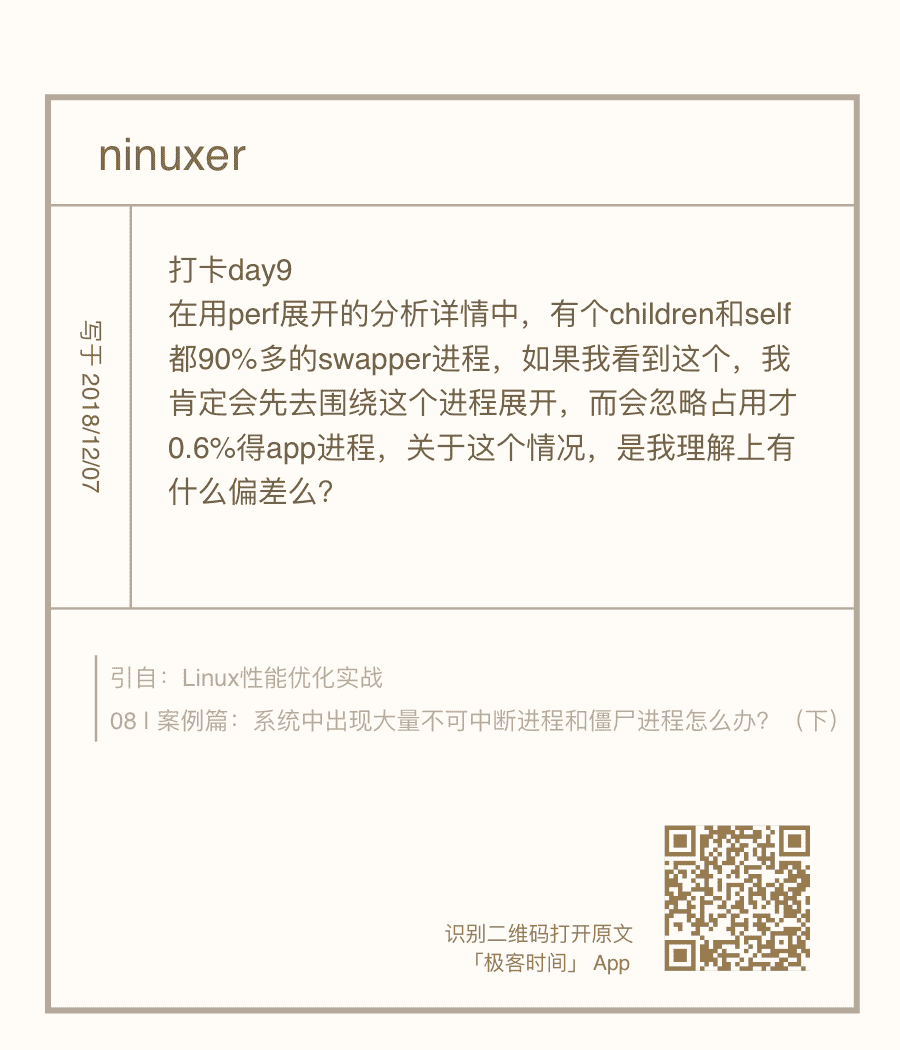 ninuxer
写于 2018/12/07
打卡day9
在用perf展开的分析详情中，有个children和self
都90%多的swapper进程，如果我看到这个，我
肯定会先去围绕这个进程展开，而会忽略占用才
0.6%得app进程，关于这个情况，是我理解上有
什么偏差么？
引自：Linux性能优化实战
08 | 案例篇：系统中出现大量不可中断进程和僵尸进程怎么办？（下）
识别二维码打开原文
「极客时间」 App